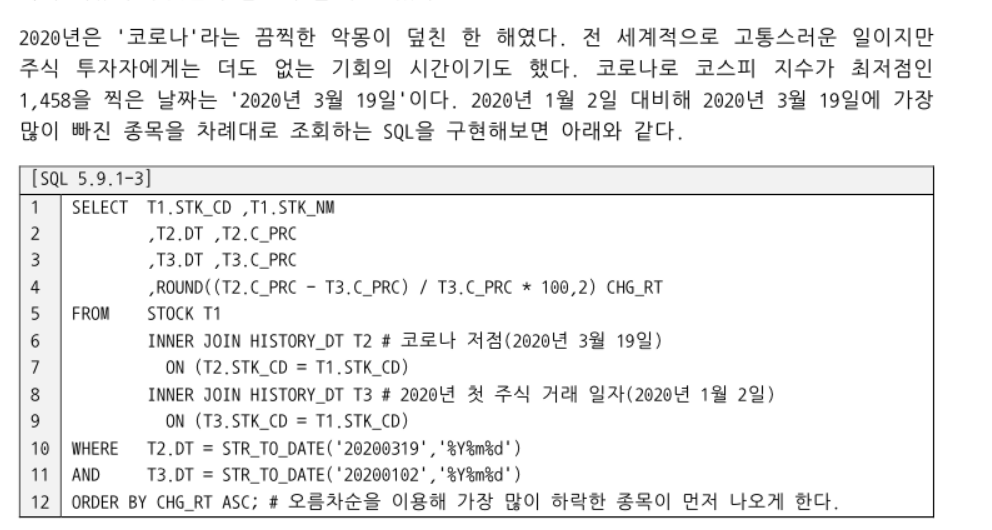 2020년은 '코로나'라는 끔찍한 악몽이 덮친 한 해였다. 전 세계적으로 고통스러운 일이지만
주식 투자자에게는 더도 없는 기회의 시간이기도 했다. 코로나로 코스피 지수가 최저점인
1,458을 찍은 날짜는 '2020년 3월 19일'이다. 2020년 1월 2일 대비해 2020년 3월 19일에 가장
많이 빠진 종목을 차례대로 조회하는 SQL을 구현해보면 아래와 같다.
[SQL 5.9.1-3]
1 SELECT T1.STK_CD ,T1.STK_NM
2 ,T2.DT ,T2.C_PRC
3 ,T3.DT ,T3.C_PRC
4 ,ROUND((T2.C_PRC - T3.C_PRC) / T3.C_PRC * 100,2) CHG_RT
5 FROM STOCK T1
6 INNER JOIN HISTORY_DT T2 # 코로나 저점(2020년 3월 19일)
7 ON (T2.STK_CD = T1.STK_CD)
8 INNER JOIN HISTORY_DT T3 # 2020년 첫 주식 거래 일자(2020년 1월 2일)
9 ON (T3.STK_CD = T1.STK_CD)
10 WHERE T2.DT = STR_TO_DATE('20200319','%Y%m%d')
11 AND T3.DT = STR_TO_DATE('20200102','%Y%m%d')
12 ORDER BY CHG_RT ASC; # 오름차순을 이용해 가장 많이 하락한 종목이 먼저 나오게 한다.